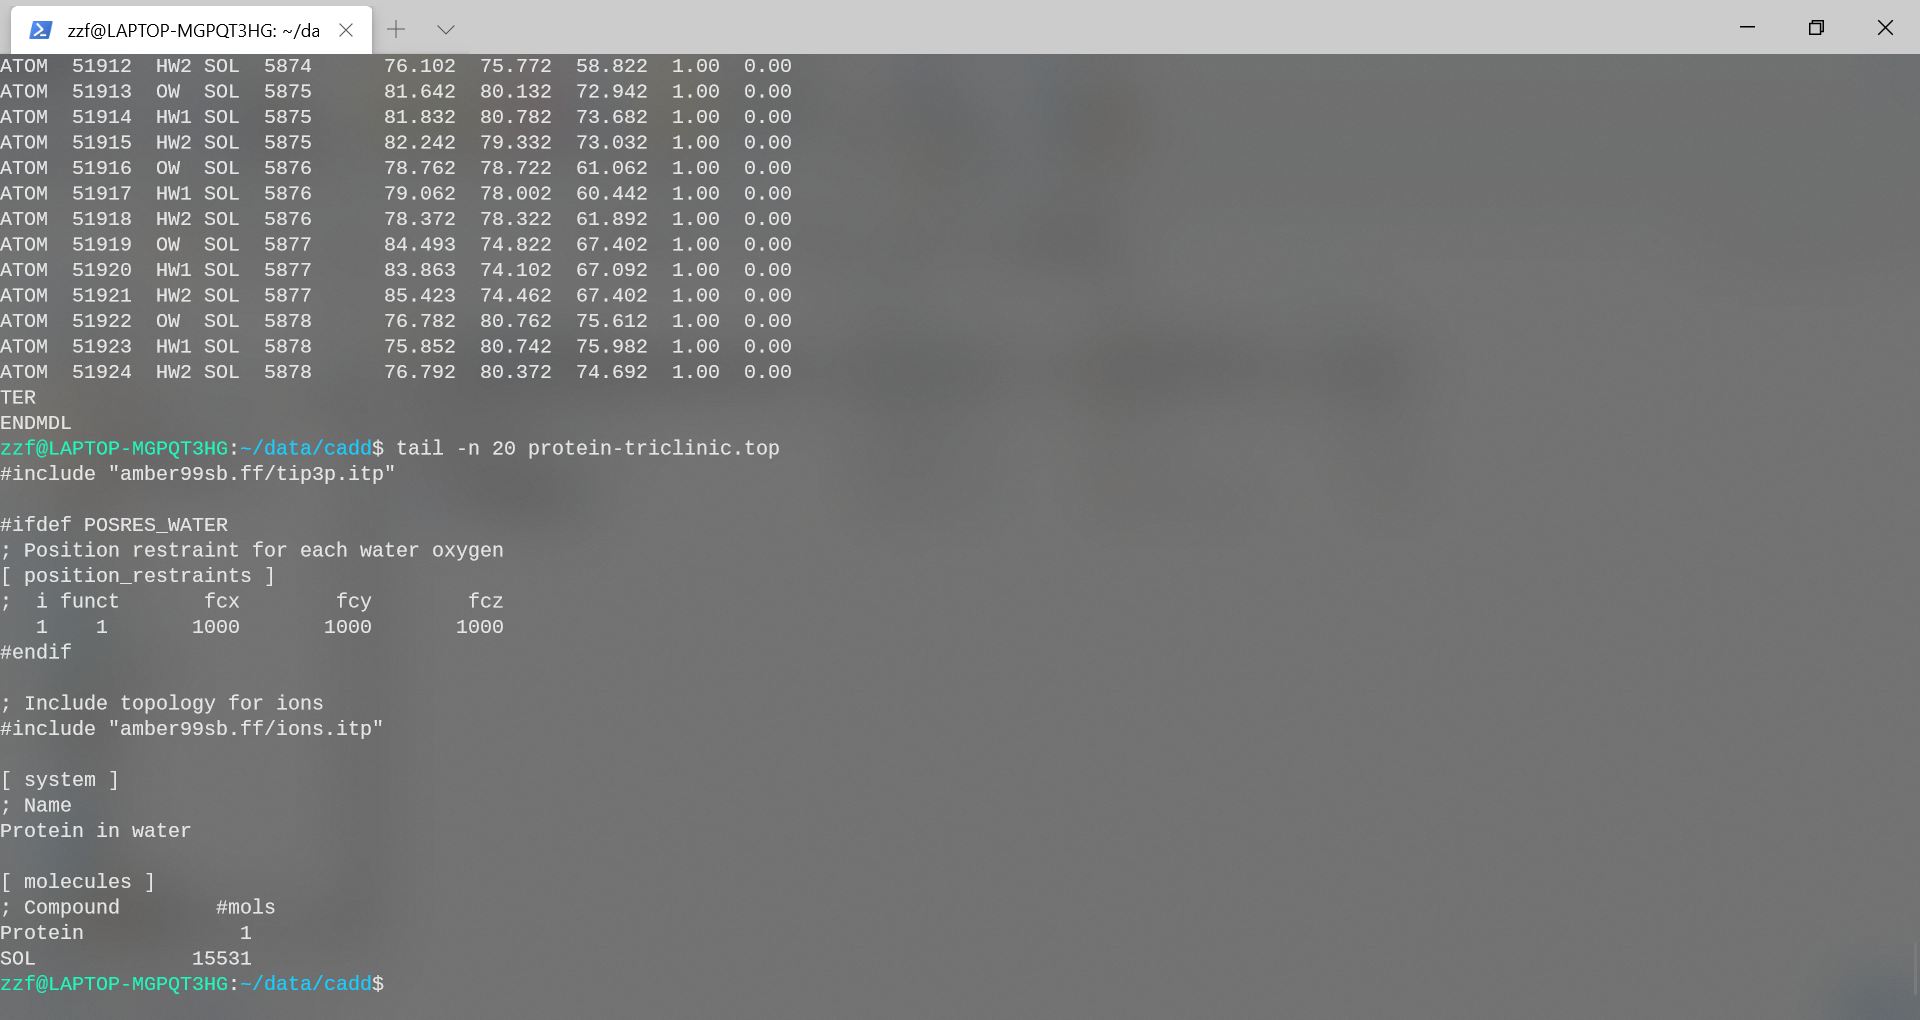 zzf@LAPTOP-MGPQT3HG: ~/da
ATOM  51912  HW2 SOL  5874      76.102  75.772  58.822  1.00  0.00
ATOM  51913  OW  SOL  5875      81.642  80.132  72.942  1.00  0.00
ATOM  51914  HW1 SOL  5875      81.832  80.782  73.682  1.00  0.00
ATOM  51915  HW2 SOL  5875      82.242  79.332  73.032  1.00  0.00
ATOM  51916  OW  SOL  5876      78.762  78.722  61.062  1.00  0.00
ATOM  51917  HW1 SOL  5876      79.062  78.002  60.442  1.00  0.00
ATOM  51918  HW2 SOL  5876      78.372  78.322  61.892  1.00  0.00
ATOM  51919  OW  SOL  5877      84.493  74.822  67.402  1.00  0.00
ATOM  51920  HW1 SOL  5877      83.863  74.102  67.092  1.00  0.00
ATOM  51921  HW2 SOL  5877      85.423  74.462  67.402  1.00  0.00
ATOM  51922  OW  SOL  5878      76.782  80.762  75.612  1.00  0.00
ATOM  51923  HW1 SOL  5878      75.852  80.742  75.982  1.00  0.00
ATOM  51924  HW2 SOL  5878      76.792  80.372  74.692  1.00  0.00
TER
ENDMDL
zzf@LAPTOP-MGPQT3HG:~/data/cadd$ tail -n 20 protein-triclinic.top
#include "amber99sb.ff/tip3p.itp"

#ifdef POSRES_WATER
; Position restraint for each water oxygen
[ position_restraints ]
;  i funct       fcx        fcy        fcz
   1    1       1000       1000       1000
#endif

; Include topology for ions
#include "amber99sb.ff/ions.itp"

[ system ]
; Name
Protein in water

[ molecules ]
; Compound        #mols
Protein             1
SOL             15531
zzf@LAPTOP-MGPQT3HG:~/data/cadd$